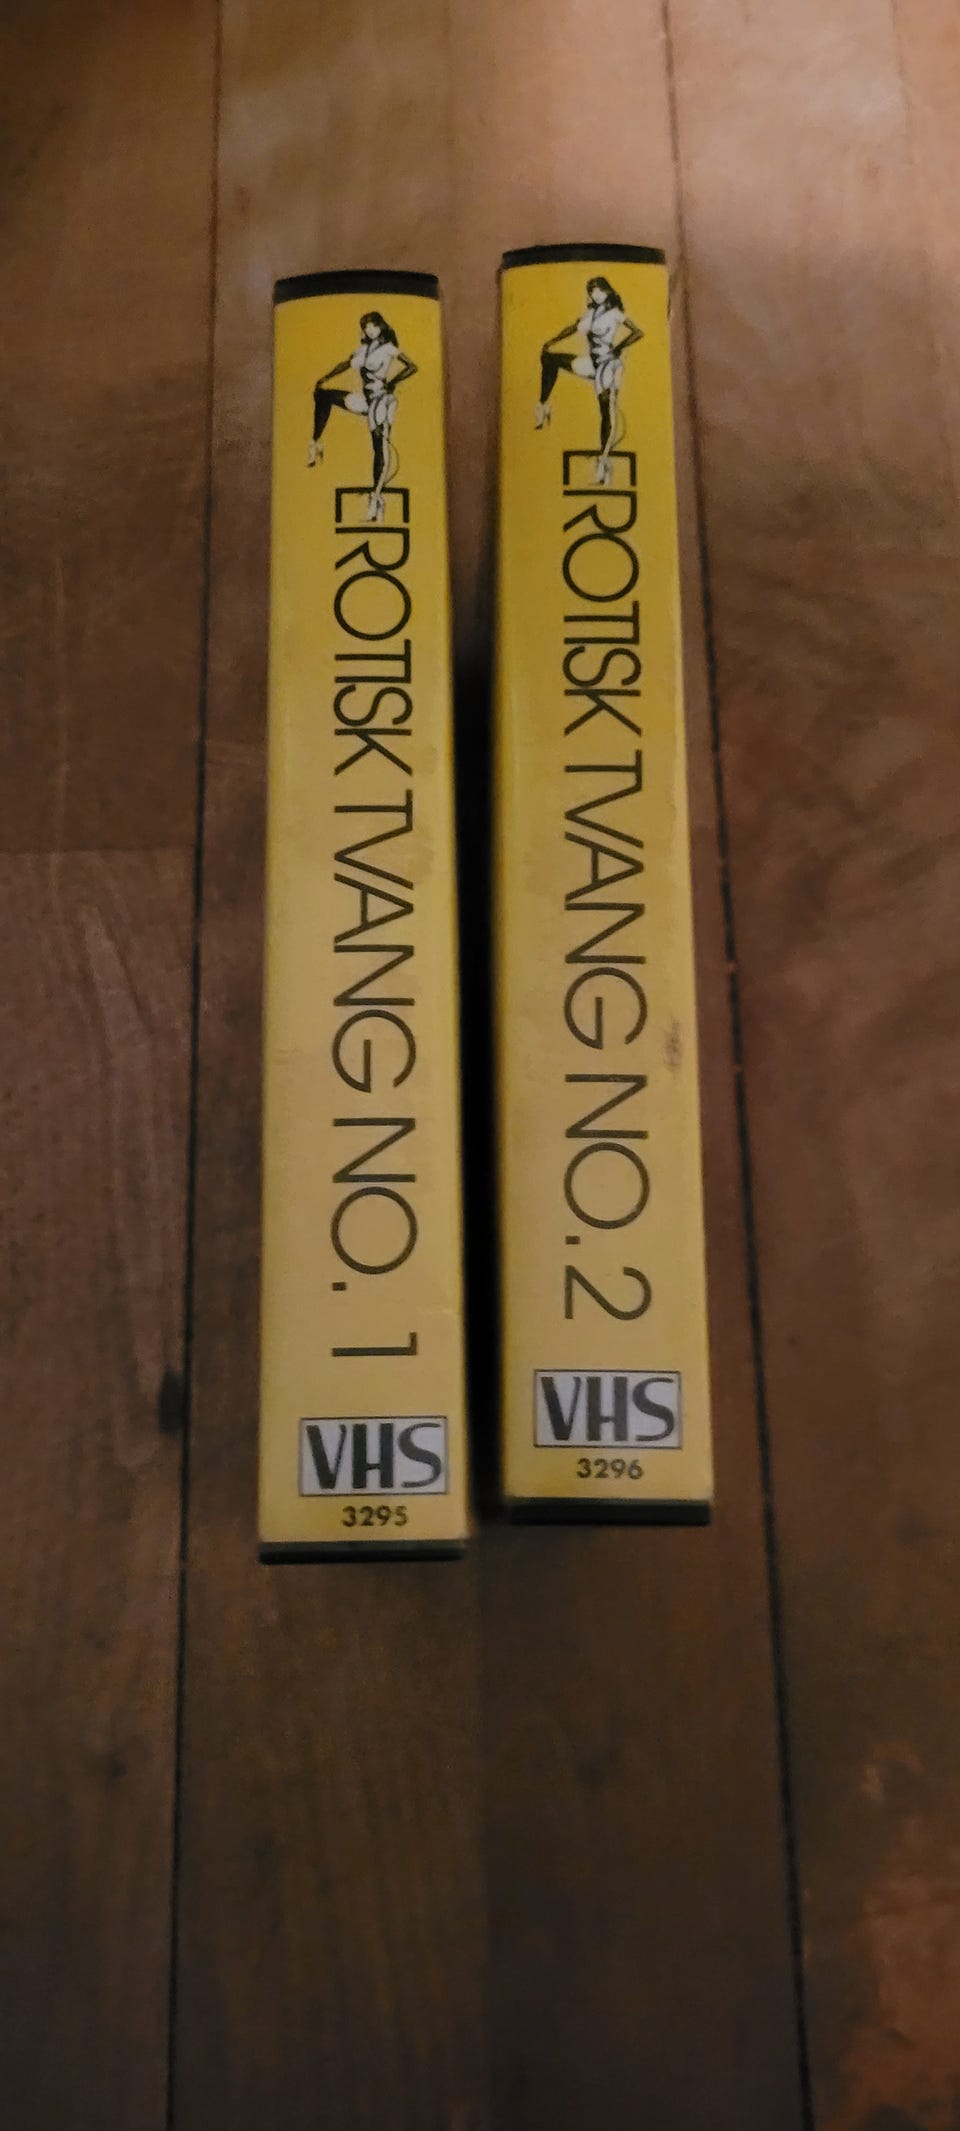 EROTISK TVANG NO. 1
VHS
3295
EROTISK TVANG NO. 2
VHS
3296